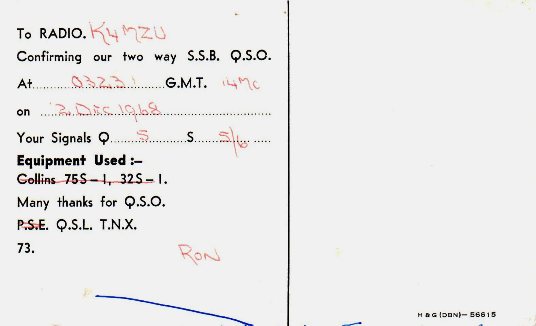 To RADIO. K4MZU
Confirming our two way S.S.B. Q.S.O.
At 0323 G.M.T. 14Mc
on 2 DEC 1968
Your Signals Q 5 S 5/6
Equipment Used :-
Collins 75S-1, 32S-1.
Many thanks for Q.S.O.
P.S.E. Q.S.L. T.N.X.
73.
RON
H & G (DBN)- 56615